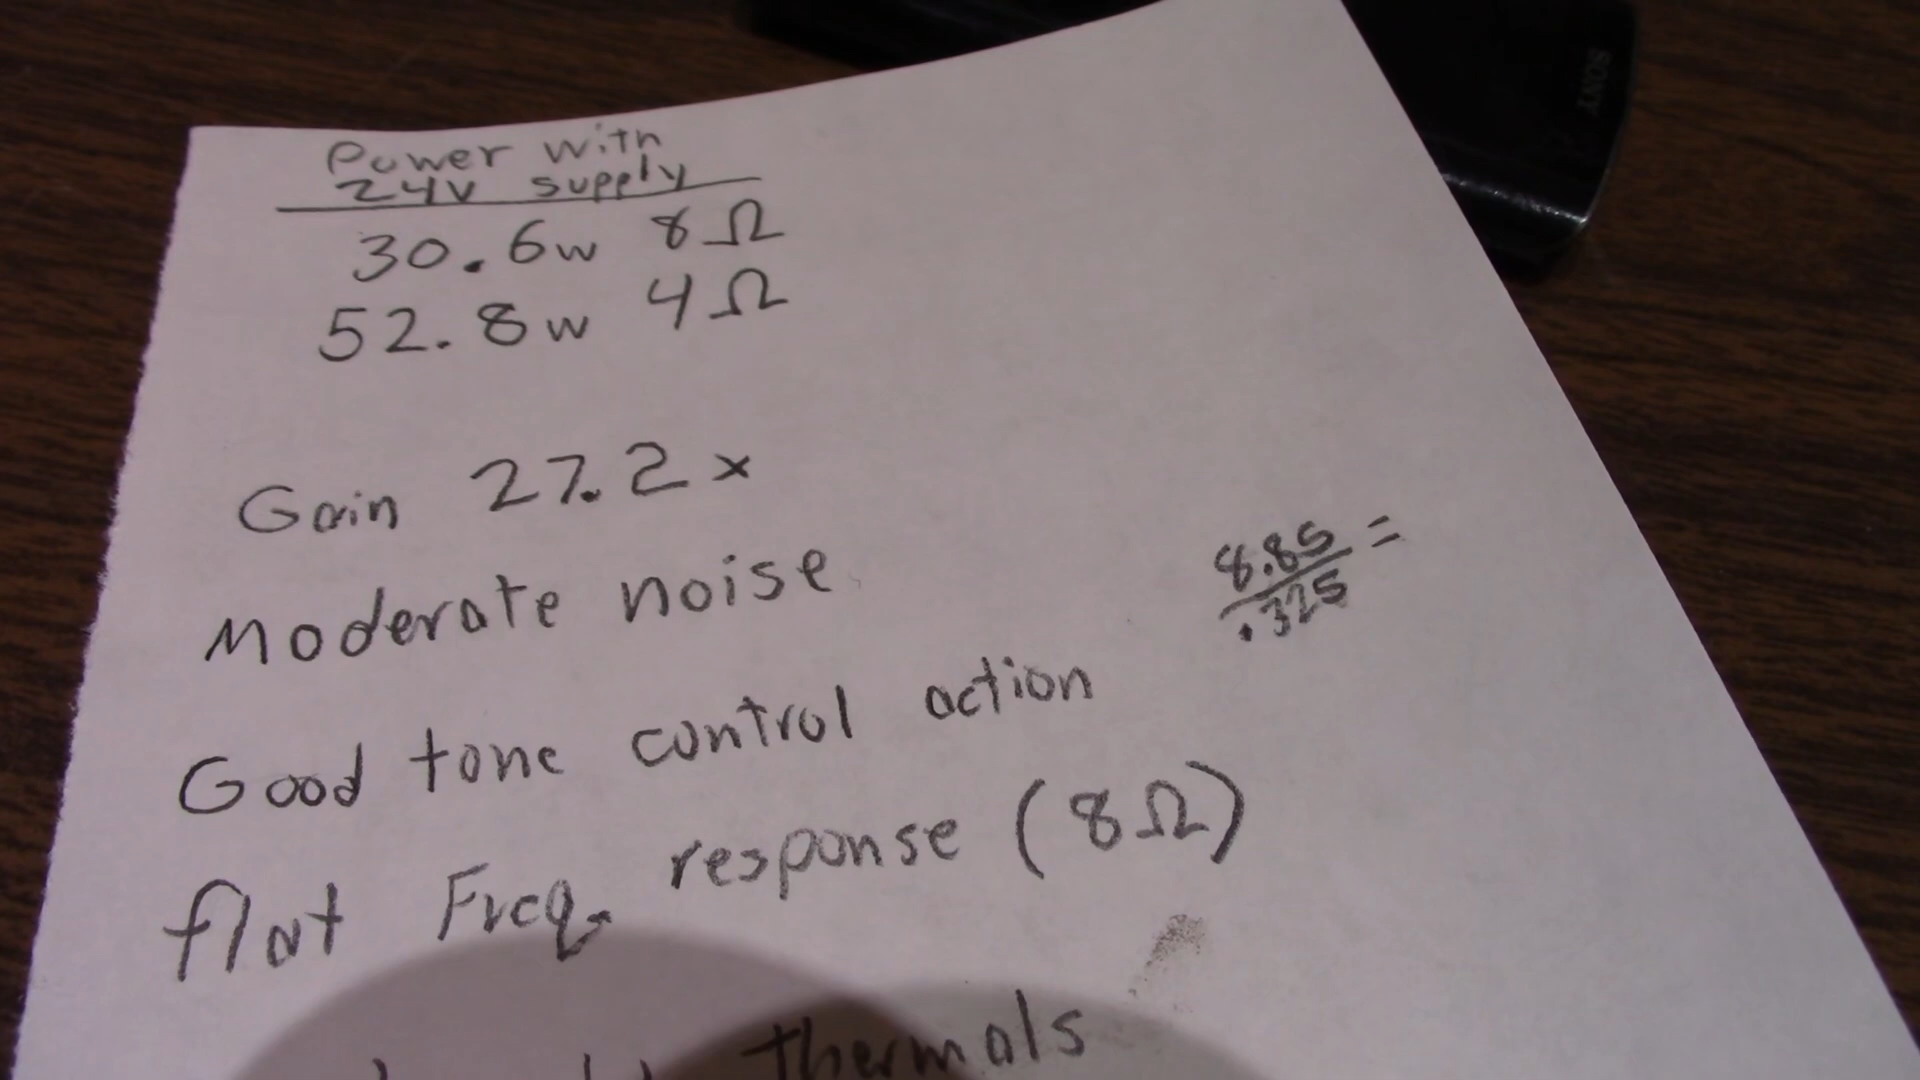 Power with
24V supply
30.6w 8Ω
52.8w 4Ω
Gain 27.2x
Moderate noise
8.85
.325 =
Good tone control action
flat Freq. response (8Ω)
thermals
SONY